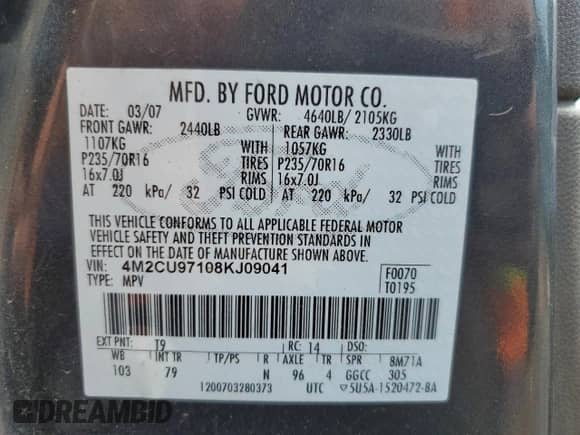 MFD. BY FORD MOTOR CO.
DATE: 03/07 GVWR: 4640LB/ 2105KG
FRONT GAWR: 2440LB REAR GAWR: 2330LB
1107KG WITH 1057KG WITH
P235/70R16 TIRES P235/70R16 TIRES
16x7.0J RIMS 16x7.0J RIMS
AT 220 kPa/ 32 PSI COLD AT 220 kPa/ 32 PSI COLD
THIS VEHICLE CONFORMS TO ALL APPLICABLE FEDERAL MOTOR
VEHICLE SAFETY AND THEFT PREVENTION STANDARDS IN
EFFECT ON THE DATE OF MANUFACTURE SHOWN ABOVE.
VIN: 4M2CU97108KJ09041 F0070
TYPE: MPV T0195
EXT PNT: T9 RC: 14 DSO:
WB INT TR TP/PS R AXLE TR SPR 8M71A
103 79 N 96 4 GGCC 305
1200703280373 UTC ▽5U5A-1520472-BA
Ford
DREAMBID